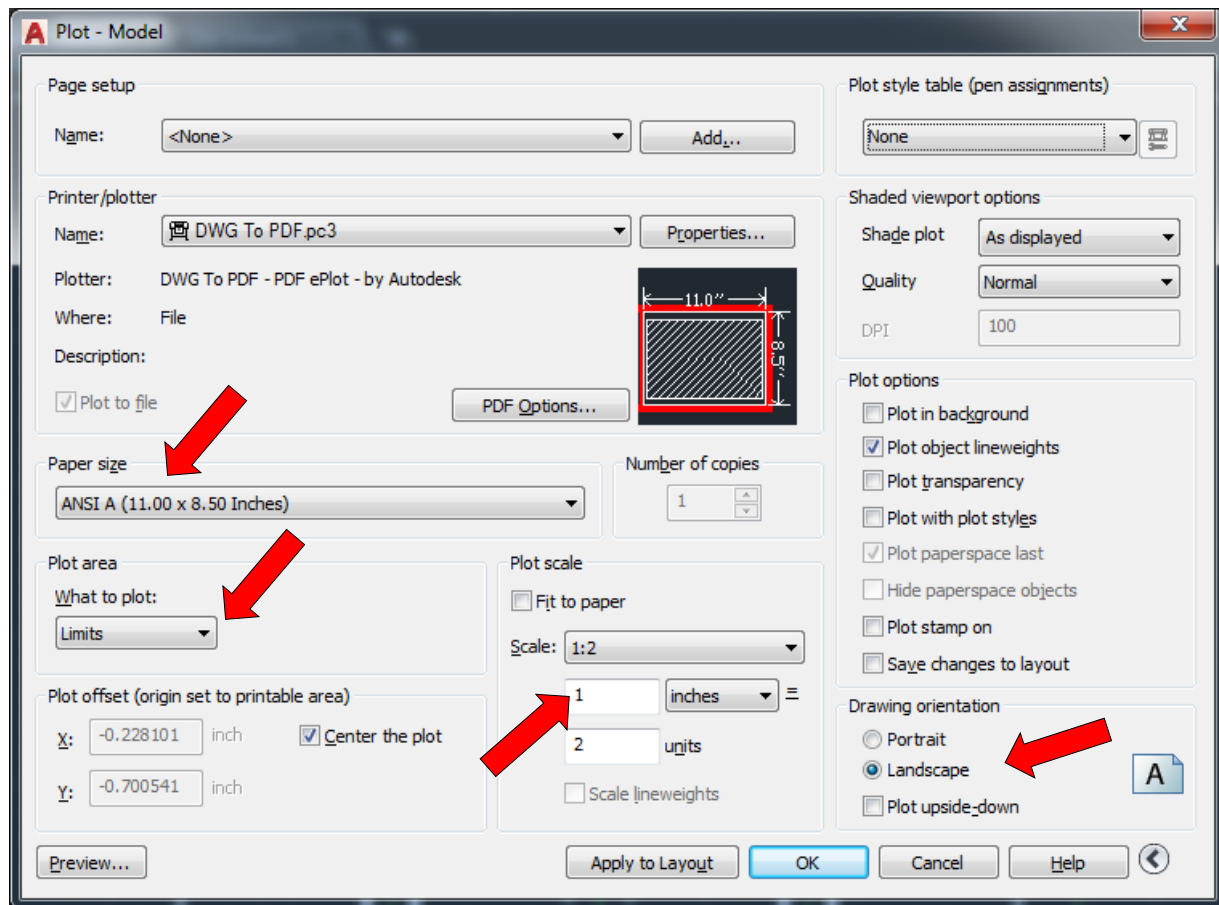 Plot - Model
Page setup
Name: <None> Add...
Plot style table (pen assignments)
None
Printer/plotter
Name: DWG To PDF.pc3 Properties...
Plotter: DWG To PDF - PDF ePlot - by Autodesk
Where: File
Description:
Plot to file
PDF Options...
11.0''
8.5''
Shaded viewport options
Shade plot As displayed
Quality Normal
DPI 100
Paper size
ANSI A (11.00 x 8.50 Inches)
Number of copies
1
Plot options
Plot in background
Plot object lineweights
Plot transparency
Plot with plot styles
Plot paperspace last
Hide paperspace objects
Plot stamp on
Save changes to layout
Plot area
What to plot:
Limits
Plot scale
Fit to paper
Scale: 1:2
1 inches =
2 units
Scale lineweights
Plot offset (origin set to printable area)
X: -0.228101 inch Center the plot
Y: -0.700541 inch
Drawing orientation
Portrait
Landscape
Plot upside-down
A
Preview... Apply to Layout OK Cancel Help